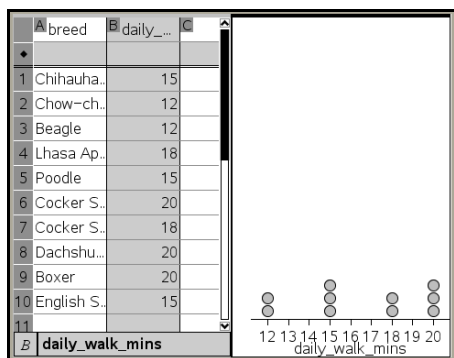 A breed B daily_... C
◆
1 Chihauha.. 15
2 Chow-ch.. 12
3 Beagle 12
4 Lhasa Ap.. 18
5 Poodle 15
6 Cocker S.. 20
7 Cocker S.. 18
8 Dachshu... 20
9 Boxer 20
10 English S.. 15
11
B daily_walk_mins
12 13 14 15 16 17 18 19 20
daily_walk_mins